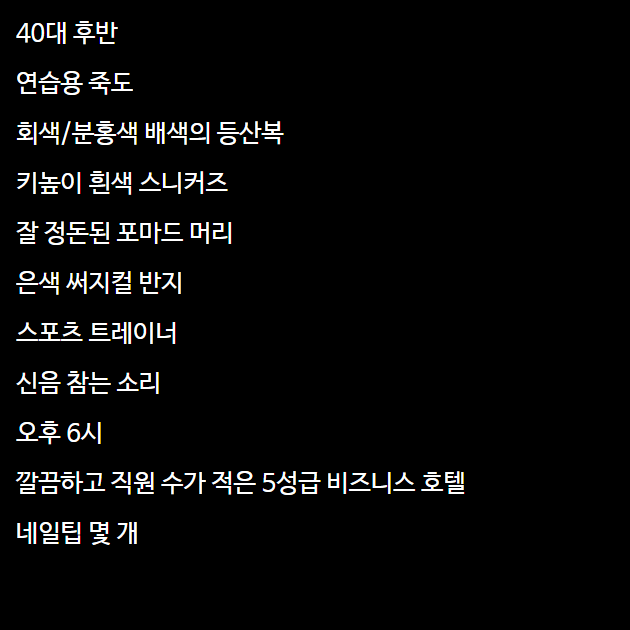 40대 후반
연습용 죽도
회색/분홍색 배색의 등산복
키높이 흰색 스니커즈
잘 정돈된 포마드 머리
은색 써지컬 반지
스포츠 트레이너
신음 참는 소리
오후 6시
깔끔하고 직원 수가 적은 5성급 비즈니스 호텔
네일팁 몇 개